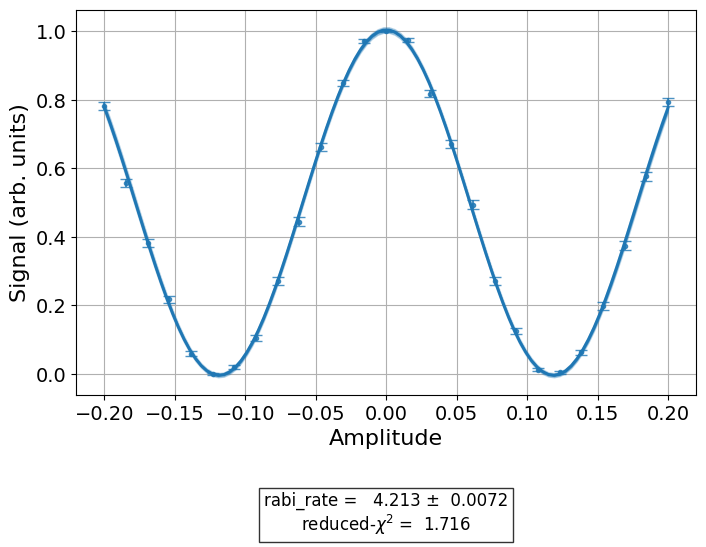 Signal (arb. units)
1.0
0.8
0.6
0.4
0.2
0.0
−0.20 −0.15 −0.10 −0.05 0.00 0.05 0.10 0.15 0.20
Amplitude
rabi_rate = 4.213 ± 0.0072
reduced-χ² = 1.716